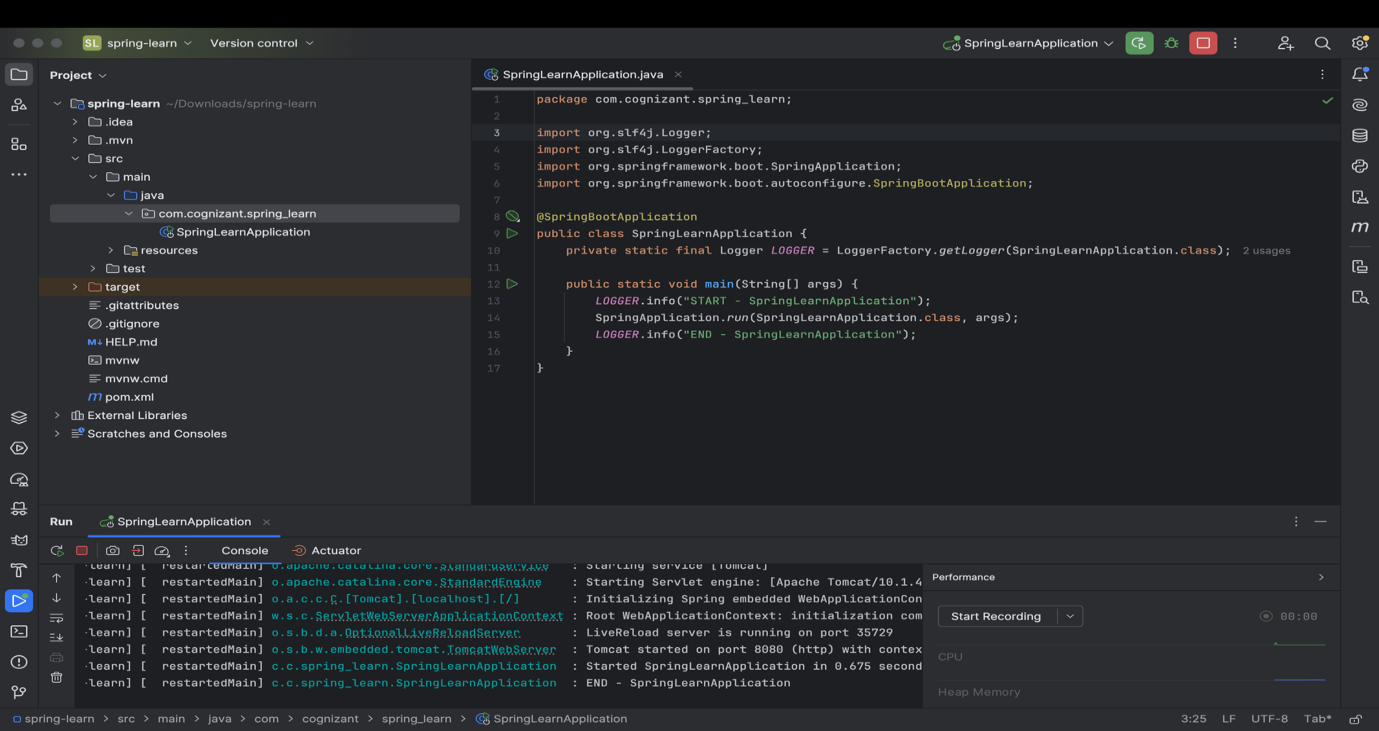 SL spring-learn Version control SpringLearnApplication
Project
spring-learn ~/Downloads/spring-learn
.idea
.mvn
src
main
java
com.cognizant.spring_learn
SpringLearnApplication
resources
test
target
.gitattributes
.gitignore
HELP.md
mvnw
mvnw.cmd
pom.xml
External Libraries
Scratches and Consoles
SpringLearnApplication.java
1 package com.cognizant.spring_learn;
2
3 import org.slf4j.Logger;
4 import org.slf4j.LoggerFactory;
5 import org.springframework.boot.SpringApplication;
6 import org.springframework.boot.autoconfigure.SpringBootApplication;
7
8 @SpringBootApplication
9 public class SpringLearnApplication {
10 private static final Logger LOGGER = LoggerFactory.getLogger(SpringLearnApplication.class); 2 usages
11
12 public static void main(String[] args) {
13 LOGGER.info("START - SpringLearnApplication");
14 SpringApplication.run(SpringLearnApplication.class, args);
15 LOGGER.info("END - SpringLearnApplication");
16 }
17 }
Run SpringLearnApplication
Console Actuator
-learn] [ restartedMain] o.apache.catalina.core.StandardService : Starting service [Tomcat]
-learn] [ restartedMain] o.apache.catalina.core.StandardEngine : Starting Servlet engine: [Apache Tomcat/10.1.4
-learn] [ restartedMain] o.a.c.c.C.[Tomcat].[localhost].[/] : Initializing Spring embedded WebApplicationCon
-learn] [ restartedMain] w.s.c.ServletWebServerApplicationContext : Root WebApplicationContext: initialization com
-learn] [ restartedMain] o.s.b.d.a.OptionalLiveReloadServer : LiveReload server is running on port 35729
-learn] [ restartedMain] o.s.b.w.embedded.tomcat.TomcatWebServer : Tomcat started on port 8080 (http) with contex
-learn] [ restartedMain] c.c.spring_learn.SpringLearnApplication : Started SpringLearnApplication in 0.675 second
-learn] [ restartedMain] c.c.spring_learn.SpringLearnApplication : END - SpringLearnApplication
Performance
Start Recording 00:00
CPU
Heap Memory
spring-learn > src > main > java > com > cognizant > spring_learn > SpringLearnApplication 3:25 LF UTF-8 Tab*